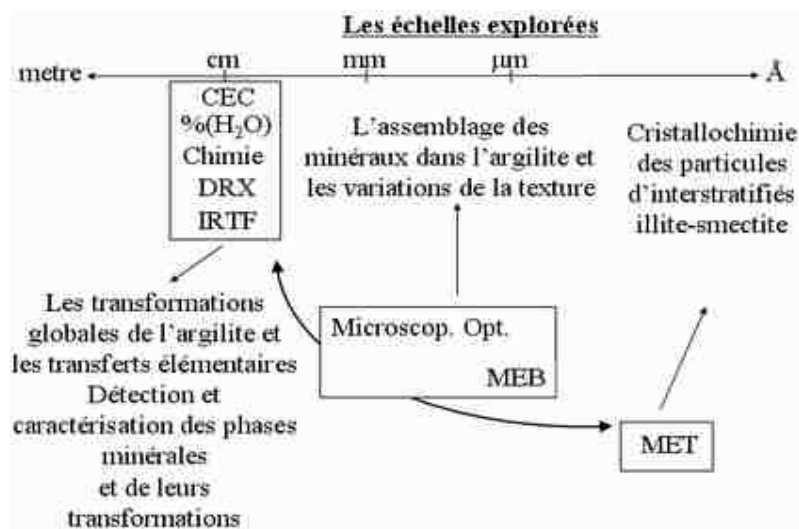 Les échelles explorées
metre cm mm µm Å
CEC
%(H₂O)
Chimie
DRX
IRTF
L'assemblage des
minéraux dans l'argilite et
les variations de la texture
Cristallochimie
des particules
d'interstratifiés
illite-smectite
Les transformations
globales de l'argilite et
les transferts élémentaires
Détection et
caractérisation des phases
minérales
et de leurs
transformations
Microscop. Opt.
MEB
MET